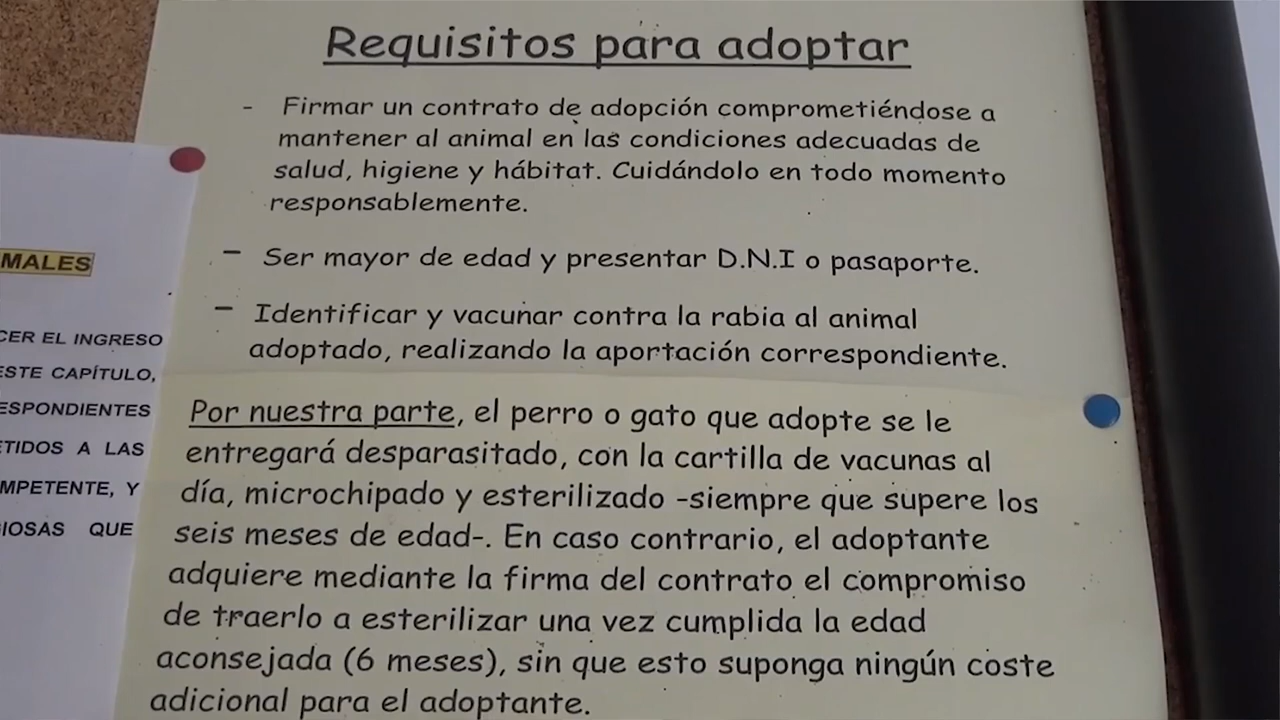 Requisitos para adoptar
- Firmar un contrato de adopción comprometiéndose a
mantener al animal en las condiciones adecuadas de
salud, higiene y hábitat. Cuidándolo en todo momento
responsablemente.
- Ser mayor de edad y presentar D.N.I o pasaporte.
- Identificar y vacunar contra la rabia al animal
adoptado, realizando la aportación correspondiente.
Por nuestra parte, el perro o gato que adopte se le
entregará desparasitado, con la cartilla de vacunas al
día, microchipado y esterilizado -siempre que supere los
seis meses de edad-. En caso contrario, el adoptante
adquiere mediante la firma del contrato el compromiso
de traerlo a esterilizar una vez cumplida la edad
aconsejada (6 meses), sin que esto suponga ningún coste
adicional para el adoptante.
MALES
CER EL INGRESO
ESTE CAPÍTULO,
ESPONDIENTES
TIDOS A LAS
MPETENTE, Y
IOSAS QUE